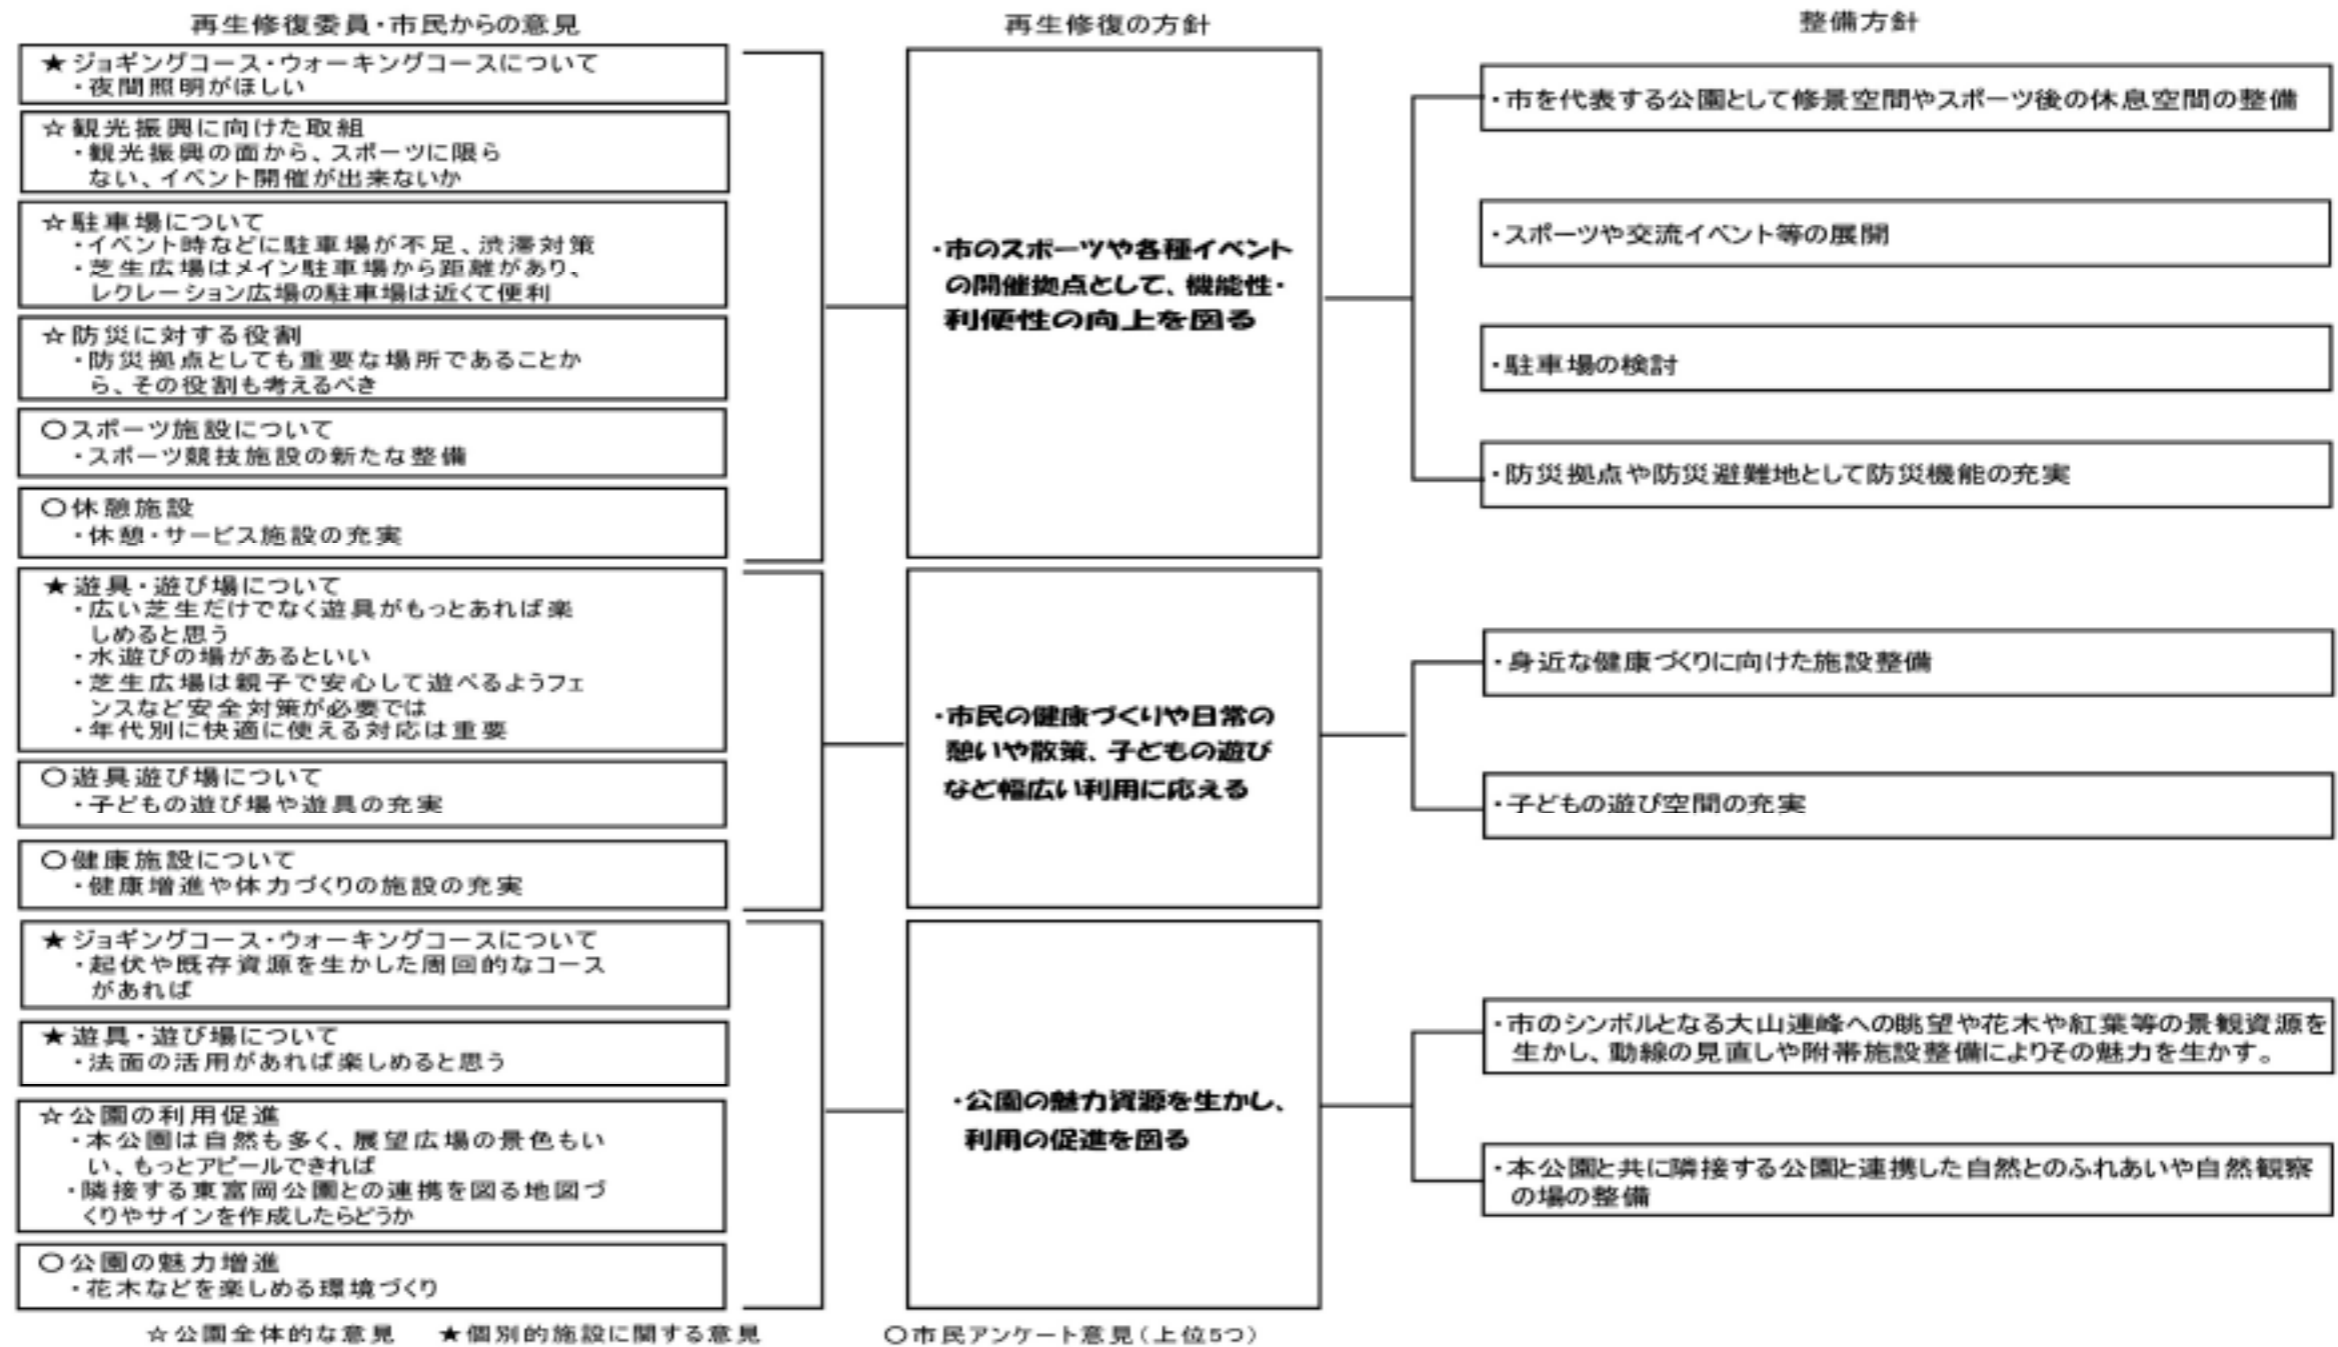 再生修復委員・市民からの意見
★ジョギングコース・ウォーキングコースについて
・夜間照明がほしい
☆観光振興に向けた取組
・観光振興の面から、スポーツに限ら
ない、イベント開催が出来ないか
☆駐車場について
・イベント時などに駐車場が不足、渋滞対策
・芝生広場はメイン駐車場から距離があり、
レクレーション広場の駐車場は近くて便利
☆防災に対する役割
・防災拠点としても重要な場所であることか
ら、その役割も考えるべき
〇スポーツ施設について
・スポーツ競技施設の新たな整備
〇休憩施設
・休憩・サービス施設の充実
★遊具・遊び場について
・広い芝生だけでなく遊具がもっとあれば楽
しめると思う
・水遊びの場があるといい
・芝生広場は親子で安心して遊べるようフェ
ンスなど安全対策が必要では
・年代別に快適に使える対応は重要
〇遊具遊び場について
・子どもの遊び場や遊具の充実
〇健康施設について
・健康増進や体力づくりの施設の充実
★ジョギングコース・ウォーキングコースについて
・起伏や既存資源を生かした周回的なコース
があれば
★遊具・遊び場について
・法面の活用があれば楽しめると思う
☆公園の利用促進
・本公園は自然も多く、展望広場の景色もい
い、もっとアピールできれば
・隣接する東富岡公園との連携を図る地図づ
くりやサインを作成したらどうか
〇公園の魅力増進
・花木などを楽しめる環境づくり
再生修復の方針
・市のスポーツや各種イベント
の開催拠点として、機能性・
利便性の向上を図る
・市民の健康づくりや日常の
憩いや散策、子どもの遊び
など幅広い利用に応える
・公園の魅力資源を生かし、
利用の促進を図る
整備方針
・市を代表する公園として修景空間やスポーツ後の休息空間の整備
・スポーツや交流イベント等の展開
・駐車場の検討
・防災拠点や防災避難地として防災機能の充実
・身近な健康づくりに向けた施設整備
・子どもの遊び空間の充実
・市のシンボルとなる大山連峰への眺望や花木や紅葉等の景観資源を
生かし、動線の見直しや附帯施設整備によりその魅力を生かす。
・本公園と共に隣接する公園と連携した自然とのふれあいや自然観察
の場の整備
☆公園全体的な意見 ★個別的施設に関する意見 〇市民アンケート意見（上位5つ）